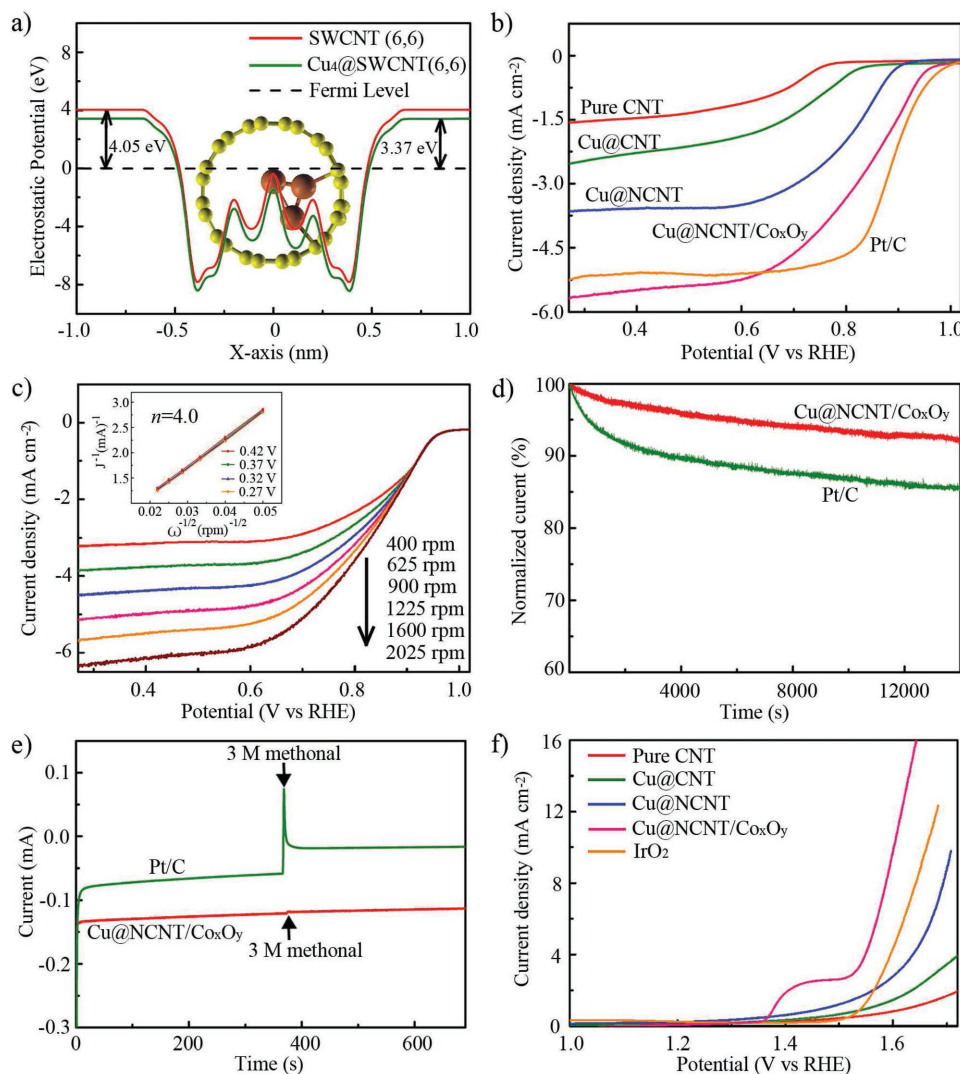 a)
SWCNT (6,6)
Cu₄@SWCNT(6,6)
Fermi Level
8
4
0
-4
-8
4.05 eV
3.37 eV
Electrostatic Potential (eV)
-1.0 -0.5 0 0.5 1.0
X-axis (nm)
b)
0
-1.5
-3.0
-4.5
-6.0
Current density (mA cm⁻²)
Pure CNT
Cu@CNT
Cu@NCNT
Cu@NCNT/CoₓOᵧ
Pt/C
0.4 0.6 0.8 1.0
Potential (V vs RHE)
c)
0
-2
-4
-6
Current density (mA cm⁻²)
n=4.0
3.0
2.5
2.0
1.5
J⁻¹(mA)⁻¹
0.42 V
0.37 V
0.32 V
0.27 V
0.02 0.03 0.04 0.05
ω⁻¹/²(rpm)⁻¹/²
400 rpm
625 rpm
900 rpm
1225 rpm
1600 rpm
2025 rpm
0.4 0.6 0.8 1.0
Potential (V vs RHE)
d)
100
90
80
70
60
Normalized current (%)
Cu@NCNT/CoₓOᵧ
Pt/C
4000 8000 12000
Time (s)
e)
0.1
0.0
-0.1
-0.2
-0.3
Current (mA)
3 M methonal
Pt/C
Cu@NCNT/CoₓOᵧ
3 M methonal
0 200 400 600
Time (s)
f)
16
12
8
4
0
Current density (mA cm⁻²)
Pure CNT
Cu@CNT
Cu@NCNT
Cu@NCNT/CoₓOᵧ
IrO₂
1.0 1.2 1.4 1.6
Potential (V vs RHE)